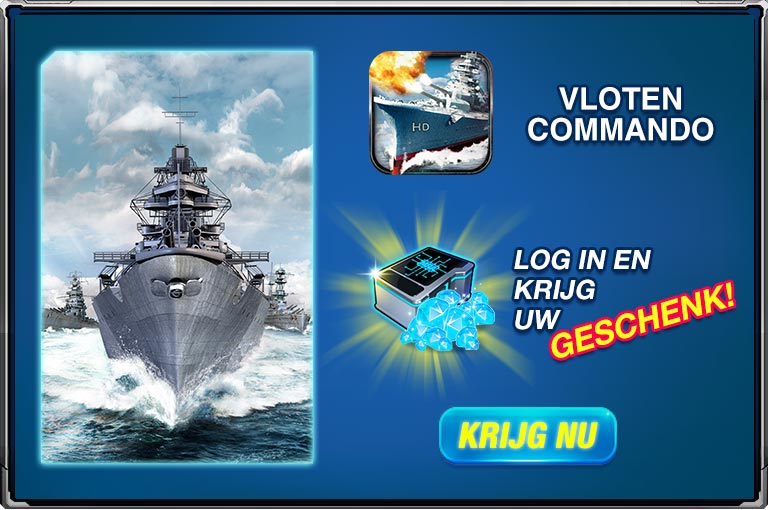 HD
VLOTEN
COMMANDO
LOG IN EN
KRIJG
UW
GESCHENK!
KRIJG NU